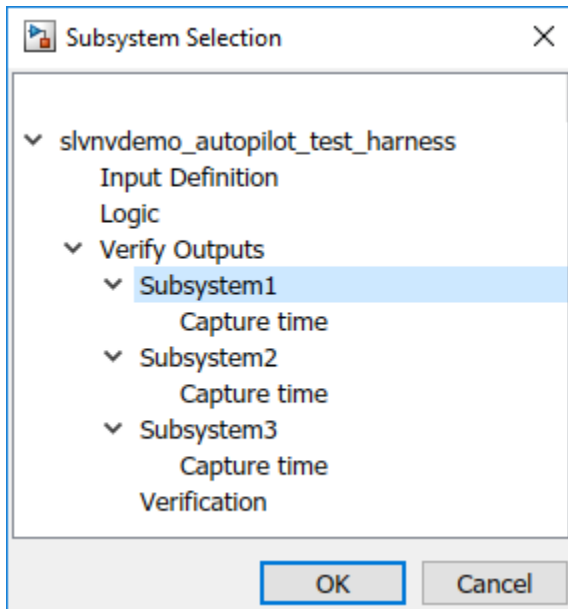 Subsystem Selection
slvnvdemo_autopilot_test_harness
Input Definition
Logic
Verify Outputs
Subsystem1
Capture time
Subsystem2
Capture time
Subsystem3
Capture time
Verification
OK Cancel